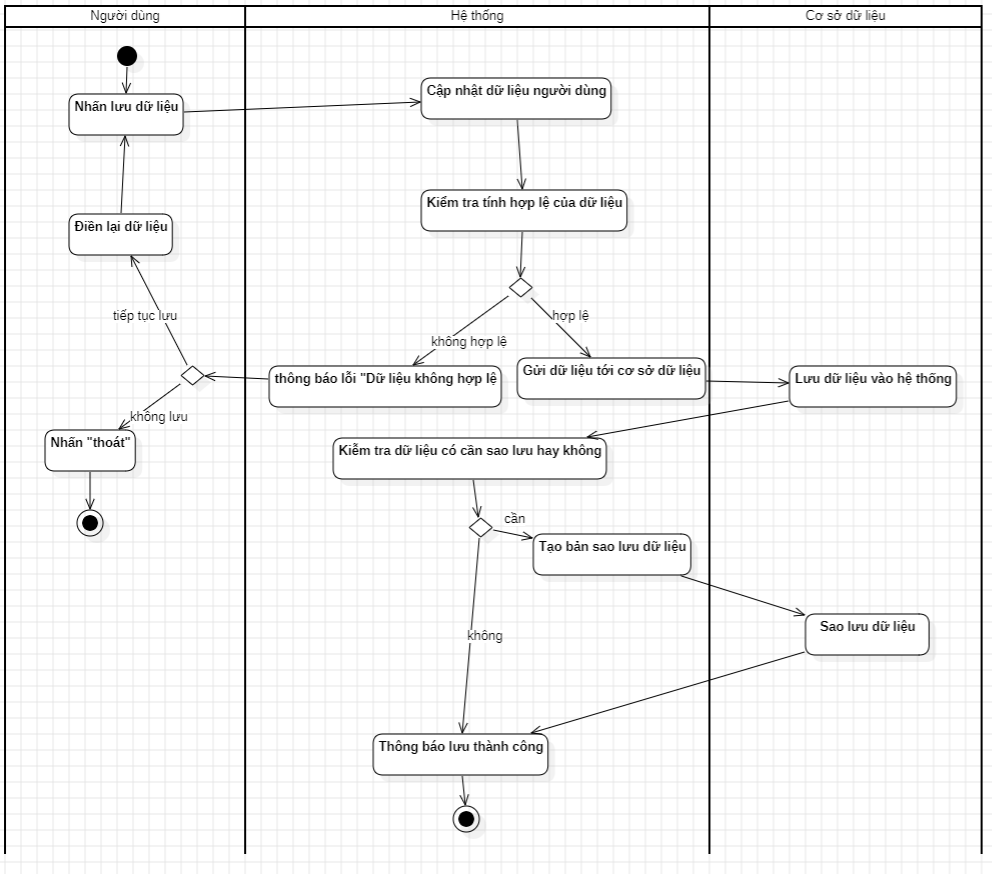 Người dùng
Hệ thống
Cơ sở dữ liệu
Nhấn lưu dữ liệu
Cập nhật dữ liệu người dùng
Kiểm tra tính hợp lệ của dữ liệu
Điền lại dữ liệu
tiếp tục lưu
hợp lệ
không hợp lệ
thông báo lỗi "Dữ liệu không hợp lệ
Gửi dữ liệu tới cơ sở dữ liệu
Lưu dữ liệu vào hệ thống
không lưu
Nhấn "thoát"
Kiễm tra dữ liệu có cần sao lưu hay không
cần
Tạo bản sao lưu dữ liệu
Sao lưu dữ liệu
không
Thông báo lưu thành công